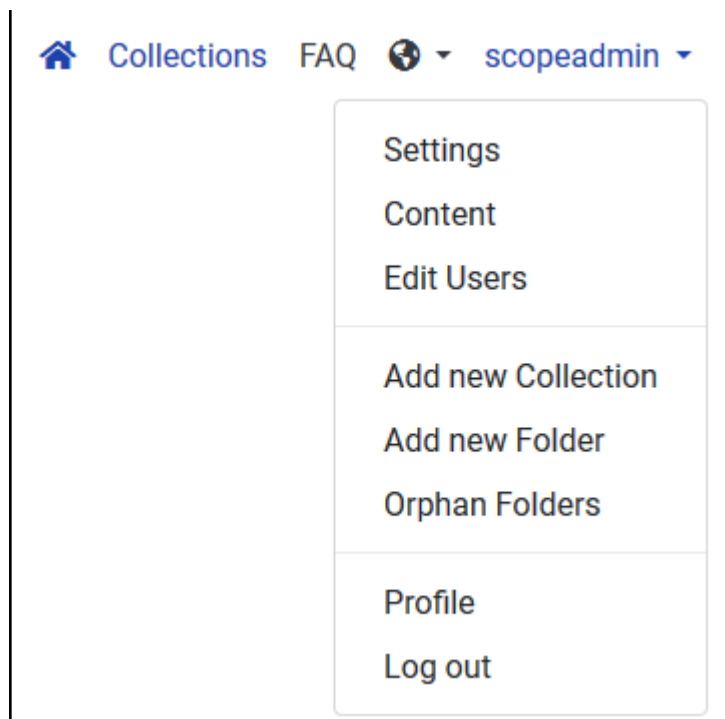 Collections FAQ scopeadmin
Settings
Content
Edit Users
Add new Collection
Add new Folder
Orphan Folders
Profile
Log out